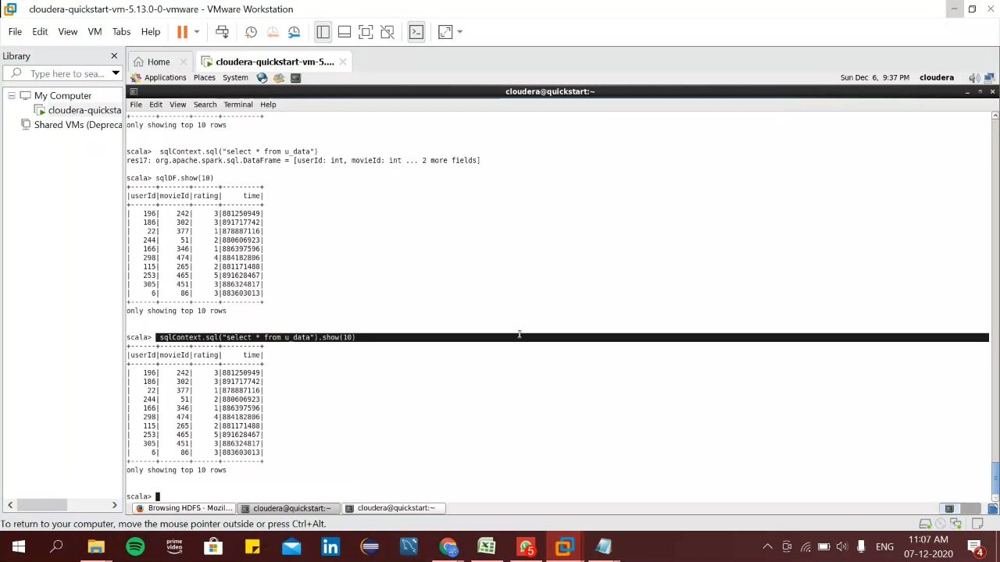 cloudera-quickstart-vm-5.13.0-0-vmware - VMware Workstation
File Edit View VM Tabs Help
Library
Type here to sea...
My Computer
cloudera-quicksta
Shared VMs (Depreca
Home
cloudera-quickstart-vm-5....
Applications Places System
Sun Dec 6, 9:37 PM cloudera
cloudera@quickstart:~
File Edit View Search Terminal Help
+------+-------+------+---------+
only showing top 10 rows
scala>  sqlContext.sql("select * from u_data")
res17: org.apache.spark.sql.DataFrame = [userId: int, movieId: int ... 2 more fields]
scala> sqlDF.show(10)
+------+-------+------+---------+
|userId|movieId|rating|     time|
+------+-------+------+---------+
|   196|    242|     3|881250949|
|   186|    302|     3|891717742|
|    22|    377|     1|878887116|
|   244|     51|     2|880606923|
|   166|    346|     1|886397596|
|   298|    474|     4|884182806|
|   115|    265|     2|881171488|
|   253|    465|     5|891628467|
|   305|    451|     3|886324817|
|     6|     86|     3|883603013|
+------+-------+------+---------+
only showing top 10 rows
scala>  sqlContext.sql("select * from u_data").show(10)
+------+-------+------+---------+
|userId|movieId|rating|     time|
+------+-------+------+---------+
|   196|    242|     3|881250949|
|   186|    302|     3|891717742|
|    22|    377|     1|878887116|
|   244|     51|     2|880606923|
|   166|    346|     1|886397596|
|   298|    474|     4|884182806|
|   115|    265|     2|881171488|
|   253|    465|     5|891628467|
|   305|    451|     3|886324817|
|     6|     86|     3|883603013|
+------+-------+------+---------+
only showing top 10 rows
scala>
Browsing HDFS - Mozil... cloudera@quickstart:~ cloudera@quickstart:~
To return to your computer, move the mouse pointer outside or press Ctrl+Alt.
prime video
in
5
ENG
11:07 AM
07-12-2020
4